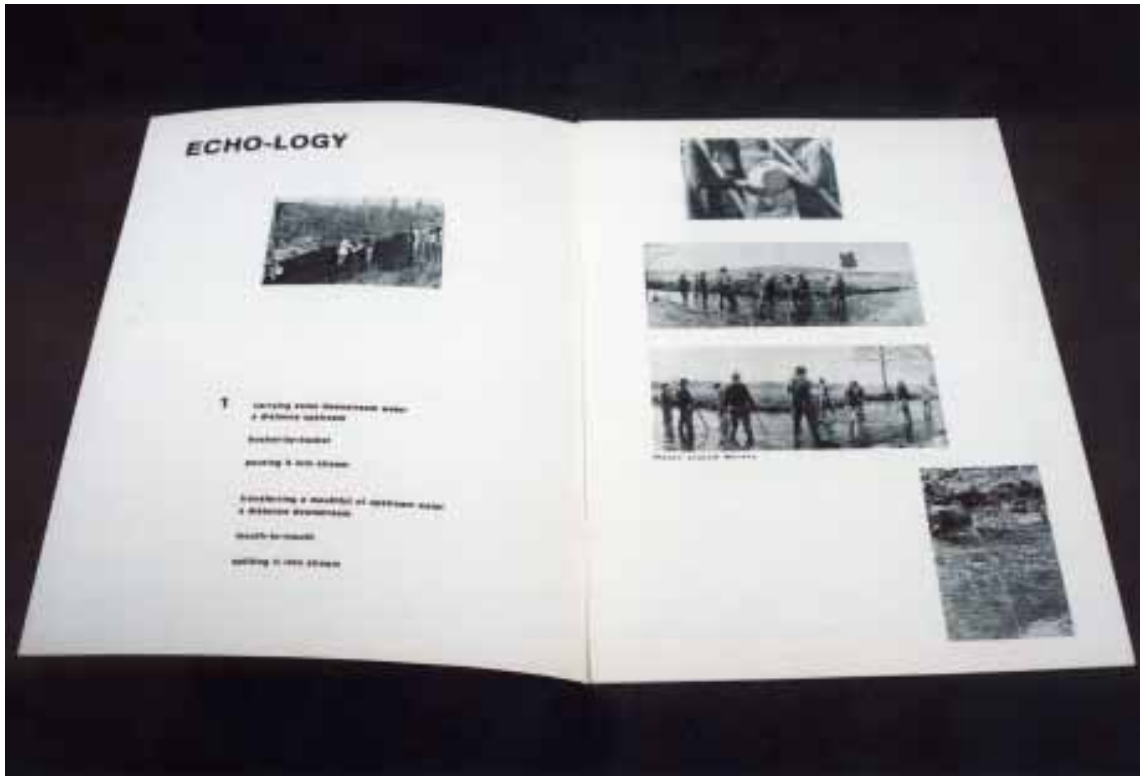 ECHO-LOGY
1
carrying some downstream water
a distance upstream
bucket-by-bucket
pouring it into stream
transferring a mouthful of upstream water
a distance downstream
mouth-to-mouth
spitting it into stream